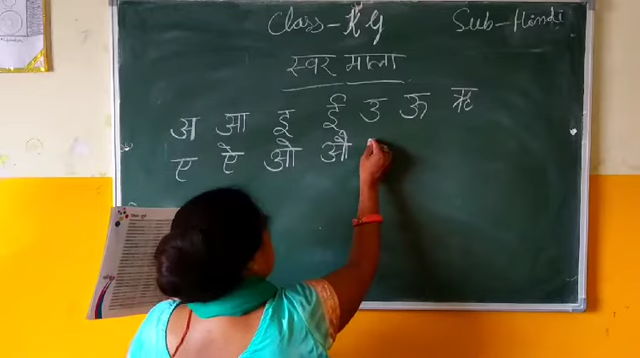 Class-KG
Sub-Hindi
स्वर माला
अ आ इ ई उ ऊ ऋ
ए ऐ ओ औ